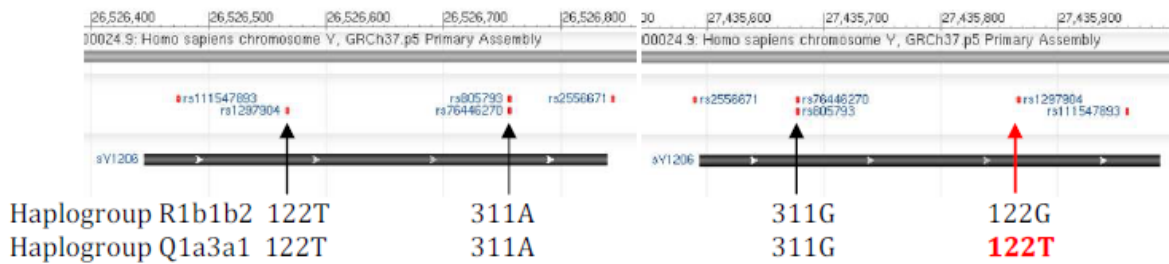 26,526,400 26,526,500 26,526,600 26,526,700 26,526,800 00 27,435,600 27,435,700 27,435,800 27,435,900
00024.9: Homo sapiens chromosome Y, GRCh37.p5 Primary Assembly 00024.9: Homo sapiens chromosome Y, GRCh37.p5 Primary Assembly
rs111547893 rs805793 rs2556671 rs2556671 rs76446270 rs1297904
rs1297904 rs76446270 rs805793 rs111547893
sY1206 sY1206
Haplogroup R1b1b2 122T 311A 311G 122G
Haplogroup Q1a3a1 122T 311A 311G 122T